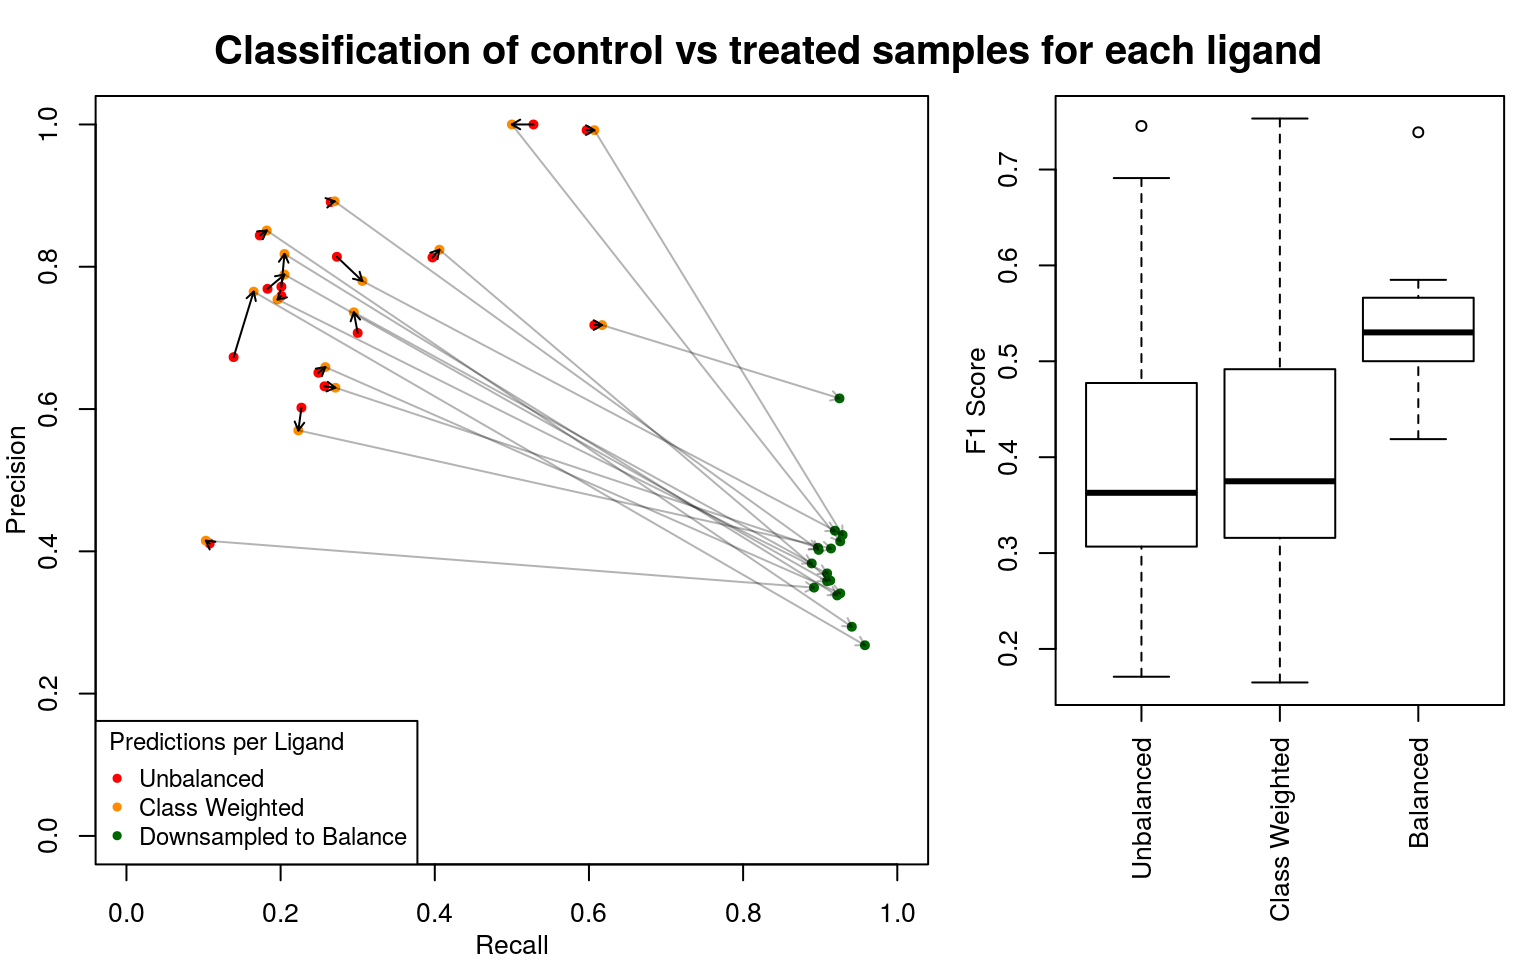 Classification of control vs treated samples for each ligand
Precision
1.0
0.8
0.6
0.4
0.2
0.0
Predictions per Ligand
Unbalanced
Class Weighted
Downsampled to Balance
0.0 0.2 0.4 0.6 0.8 1.0
Recall
F1 Score
0.7
0.6
0.5
0.4
0.3
0.2
Unbalanced
Class Weighted
Balanced